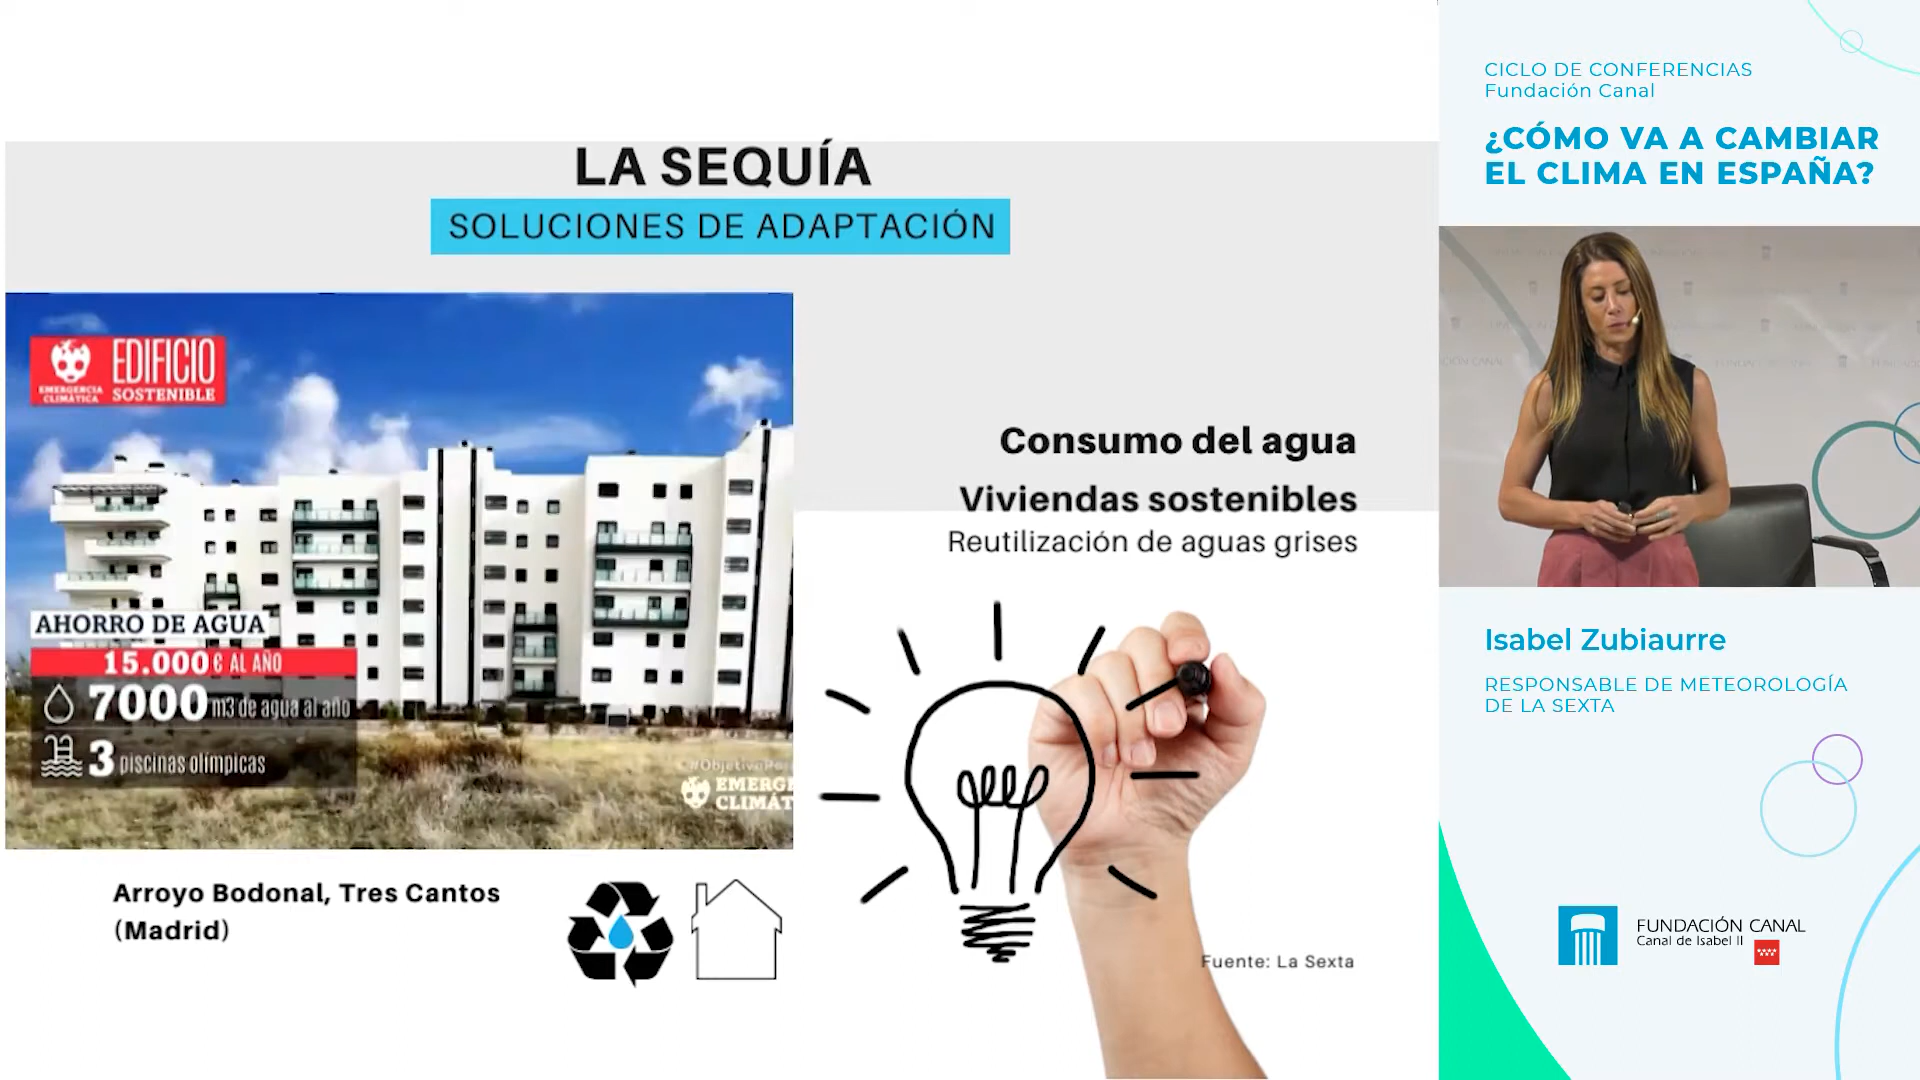 LA SEQUÍA
SOLUCIONES DE ADAPTACIÓN
EMERGENCIA
CLIMÁTICA
EDIFICIO
SOSTENIBLE
AHORRO DE AGUA
15.000€ AL AÑO
7000 m3 de agua al año
3 piscinas olímpicas
Arroyo Bodonal, Tres Cantos
(Madrid)
Consumo del agua
Viviendas sostenibles
Reutilización de aguas grises
Fuente: La Sexta
CICLO DE CONFERENCIAS
Fundación Canal
¿CÓMO VA A CAMBIAR
EL CLIMA EN ESPAÑA?
Isabel Zubiaurre
RESPONSABLE DE METEOROLOGÍA
DE LA SEXTA
FUNDACIÓN CANAL
Canal de Isabel II